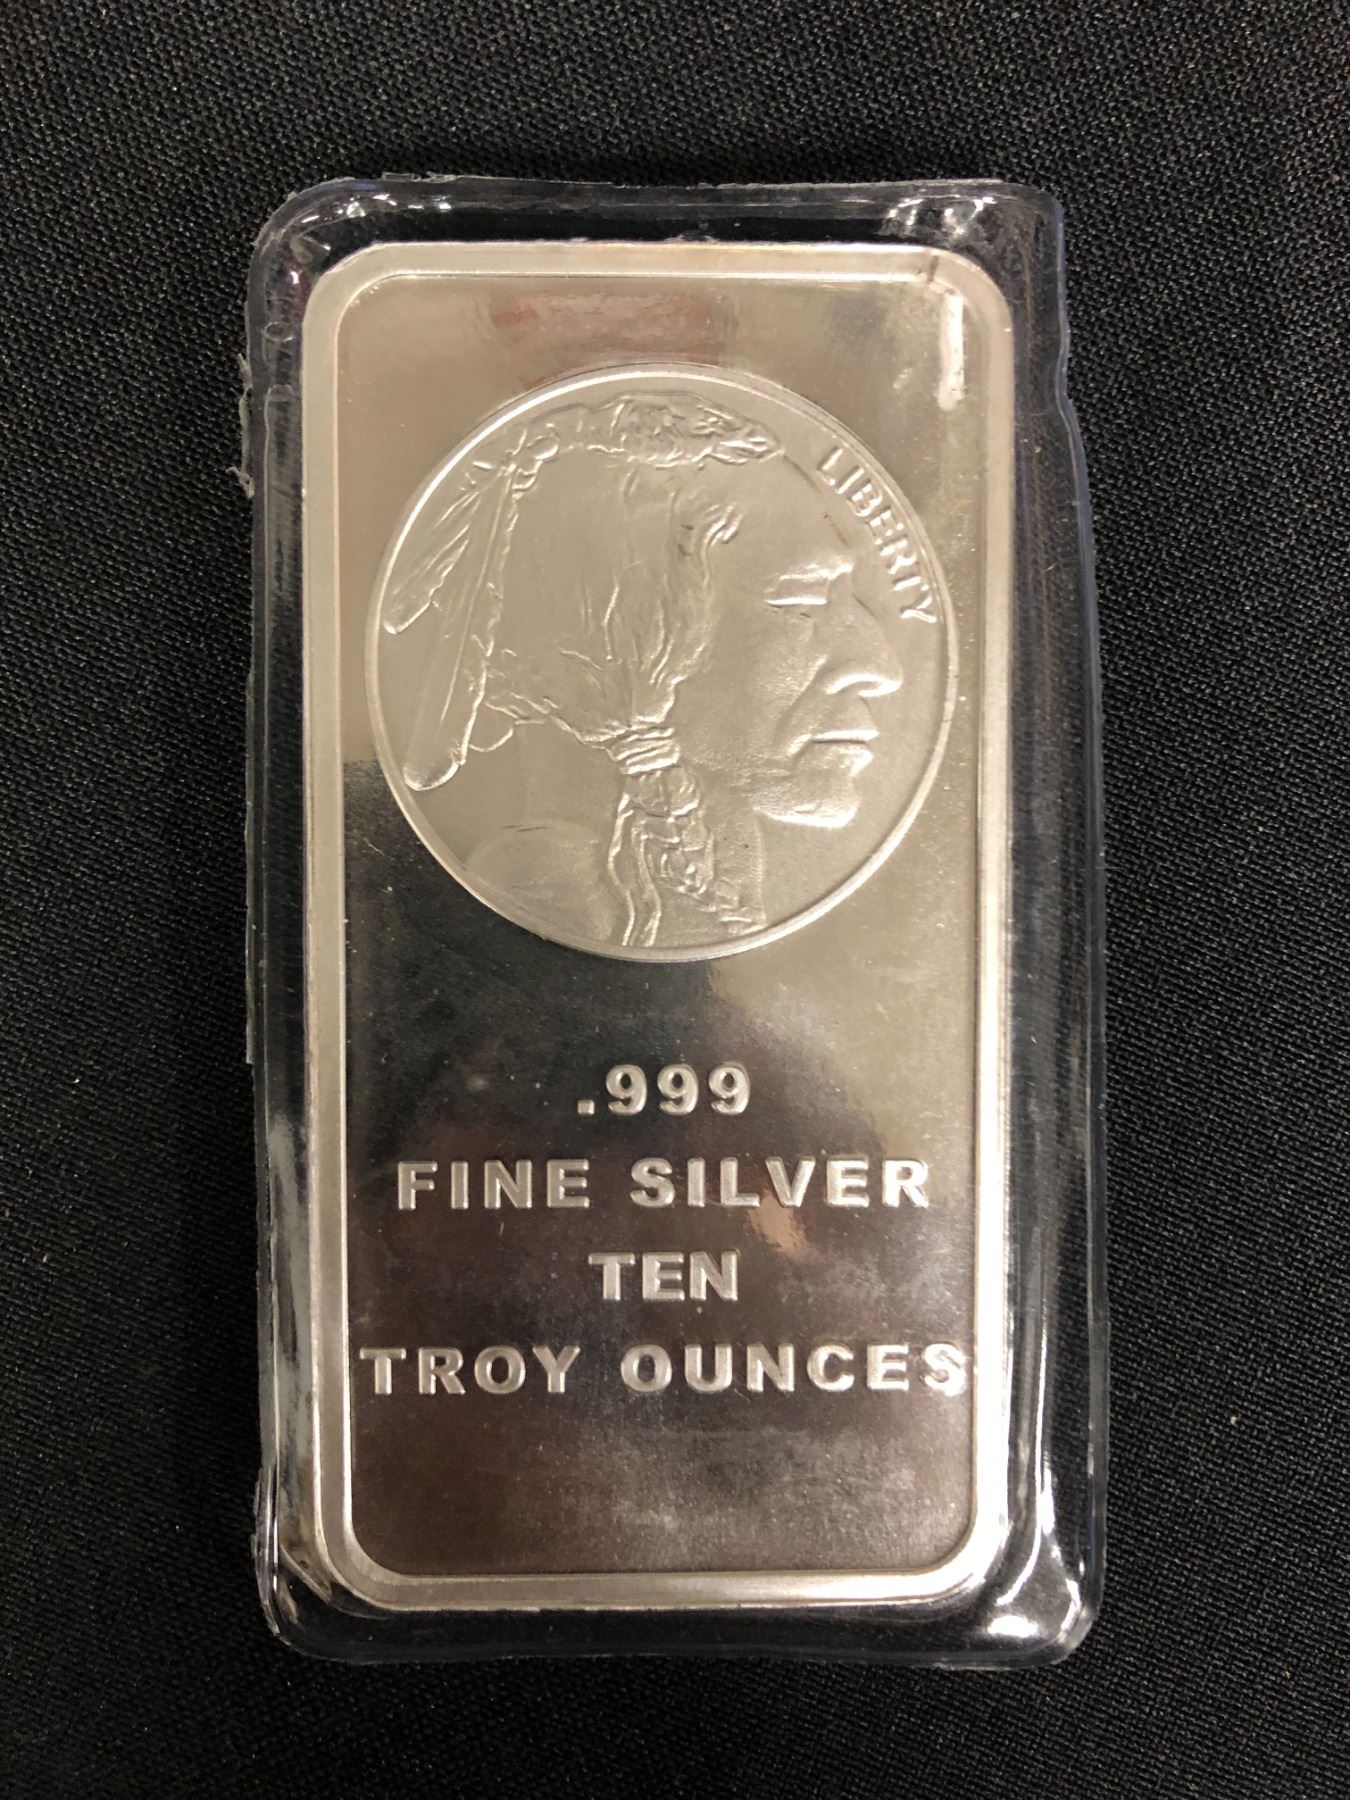 LIBERTY
.999
FINE SILVER
TEN
TROY OUNCES